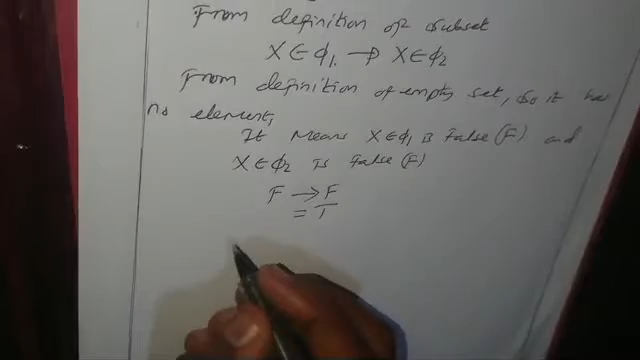 From definition of subset
X ∈ ϕ₁ → X ∈ ϕ₂
From definition of empty set, so it has
no element,
It Means X ∈ ϕ₁ is False (F) and
X ∈ ϕ₂ is False (F)
F → F
= T